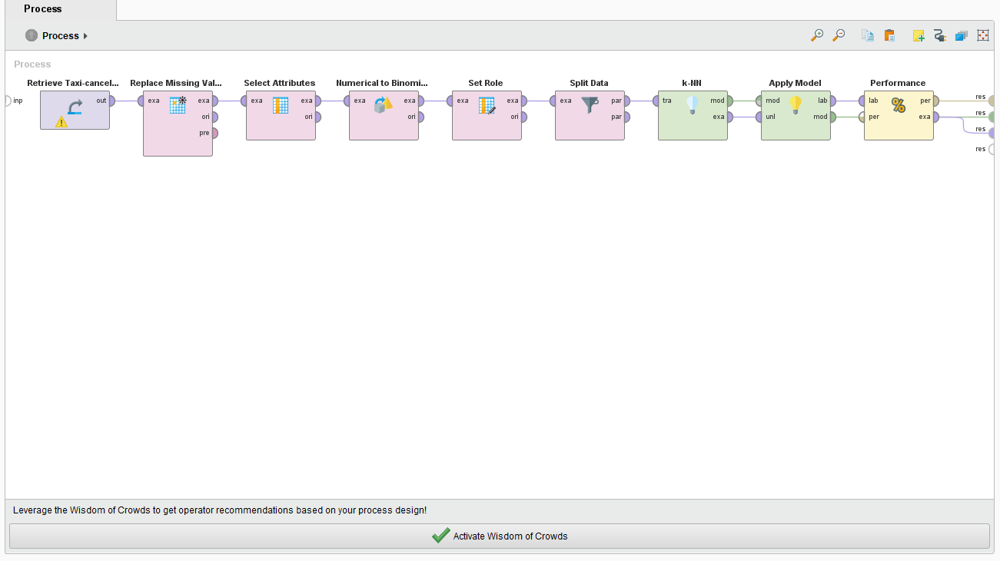 Process
Process
Process
Retrieve Taxi-cancel...
Replace Missing Val...
Select Attributes
Numerical to Binomi...
Set Role
Split Data
k-NN
Apply Model
Performance
inp
out
exa
exa
ori
pre
exa
exa
ori
exa
exa
ori
exa
exa
ori
exa
par
par
tra
mod
exa
mod
lab
unl
mod
lab
per
per
exa
res
res
res
res
Leverage the Wisdom of Crowds to get operator recommendations based on your process design!
Activate Wisdom of Crowds